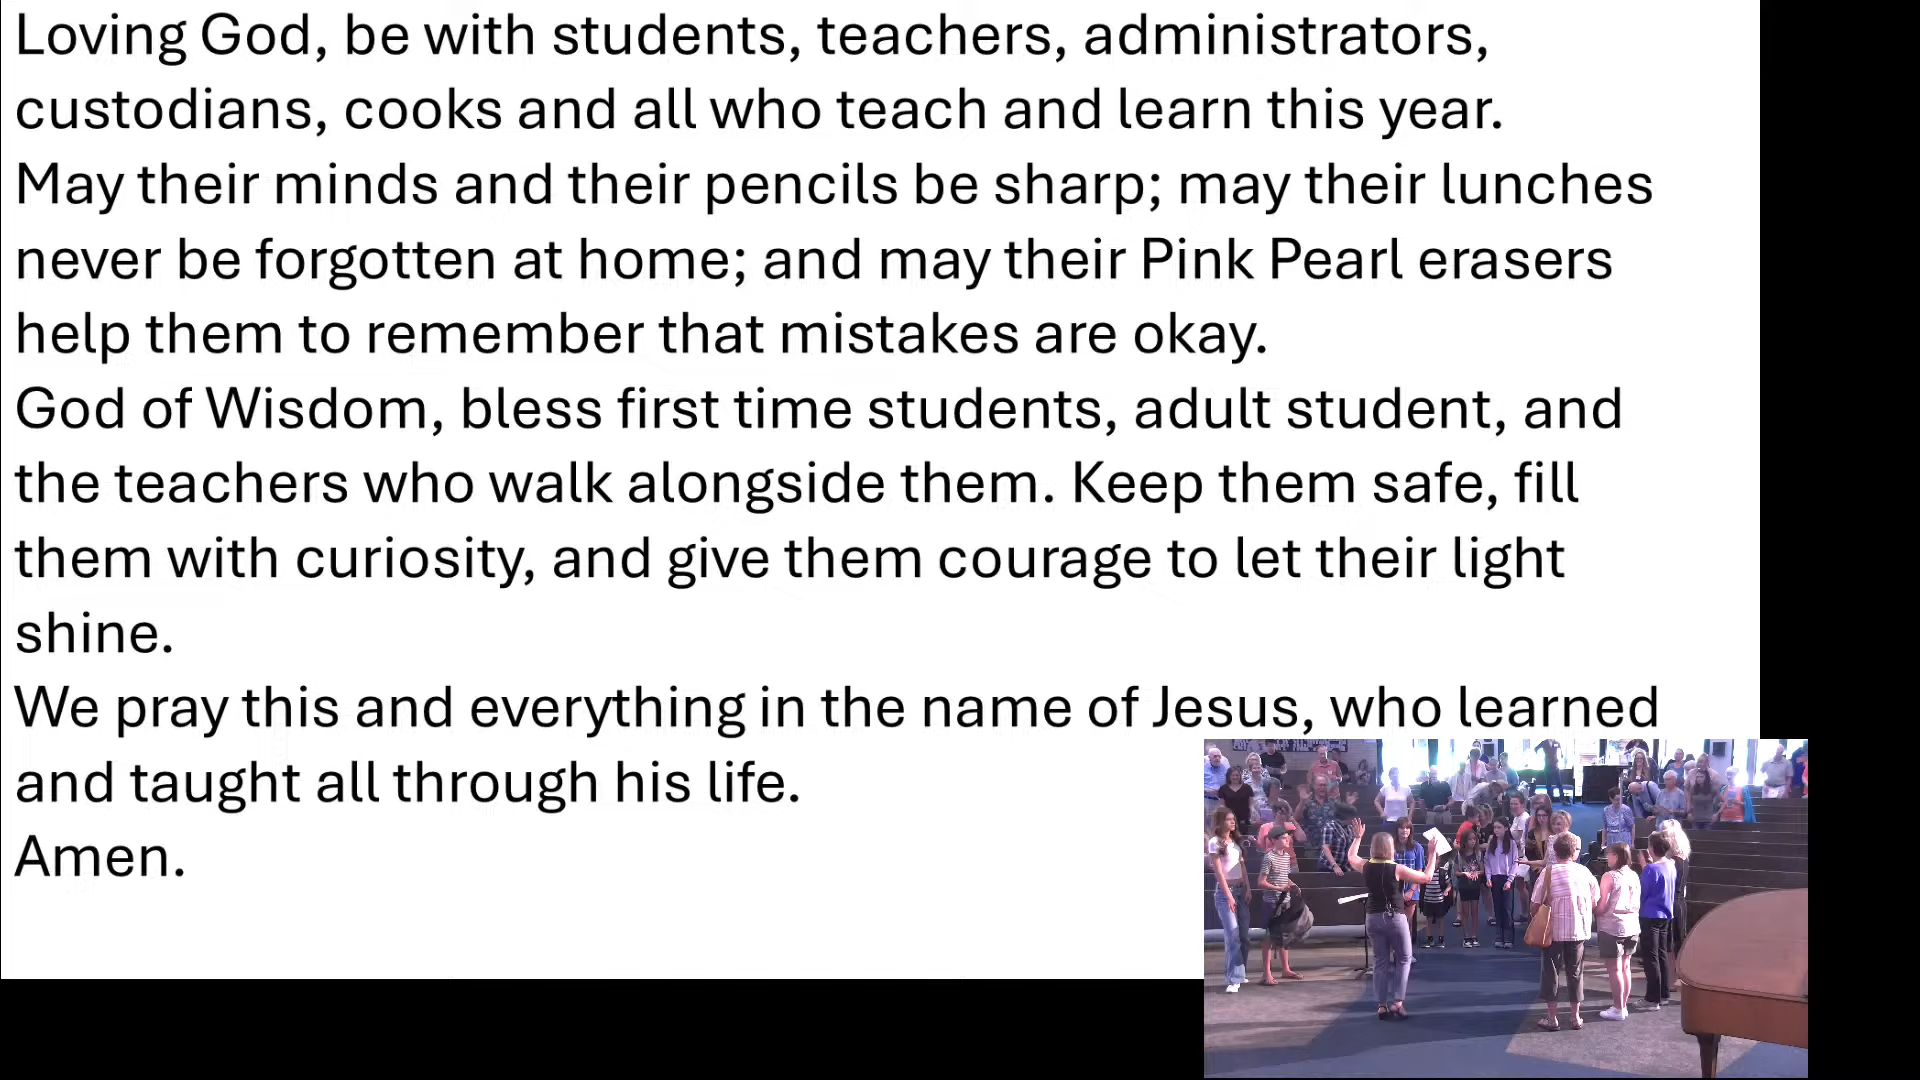 Loving God, be with students, teachers, administrators,
custodians, cooks and all who teach and learn this year.
May their minds and their pencils be sharp; may their lunches
never be forgotten at home; and may their Pink Pearl erasers
help them to remember that mistakes are okay.
God of Wisdom, bless first time students, adult student, and
the teachers who walk alongside them. Keep them safe, fill
them with curiosity, and give them courage to let their light
shine.
We pray this and everything in the name of Jesus, who learned
and taught all through his life.
Amen.